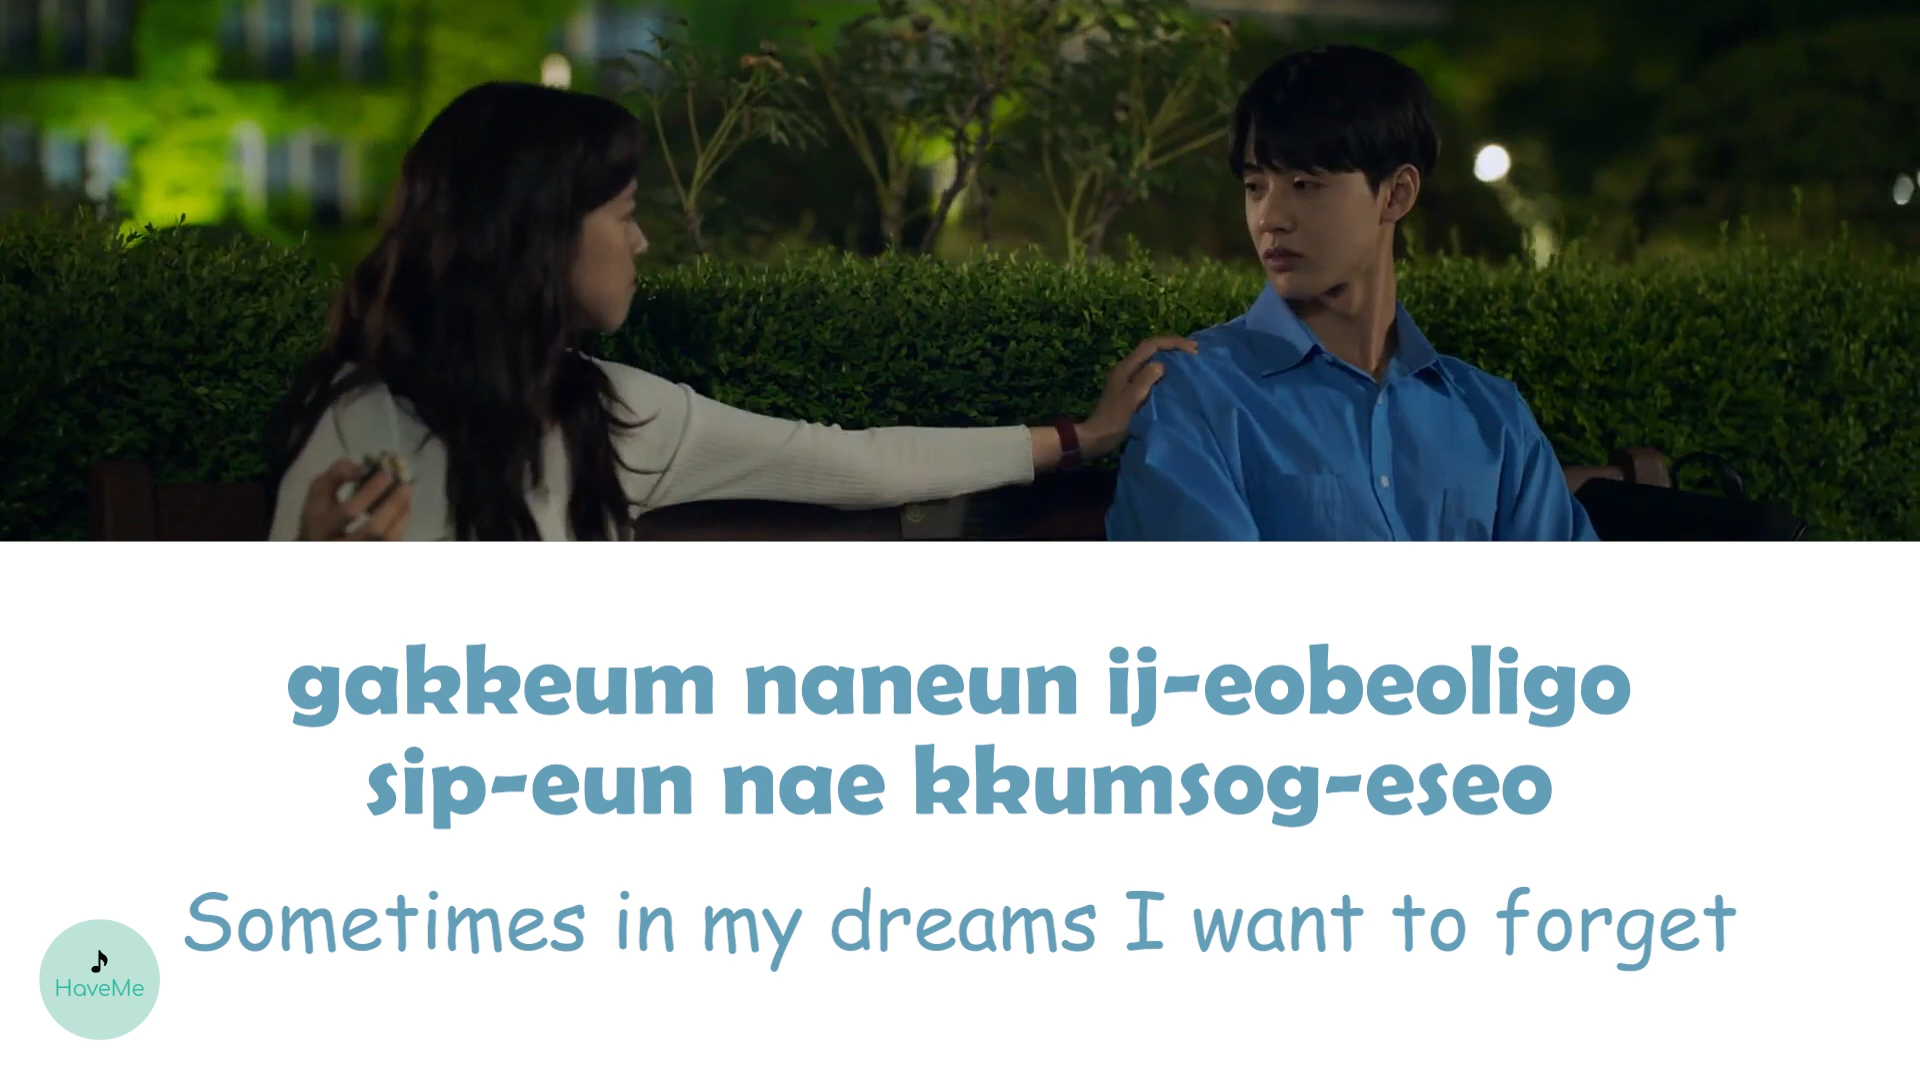 gakkeum naneun ij-eobeoligo
sip-eun nae kkumsog-eseo
Sometimes in my dreams I want to forget
HaveMe